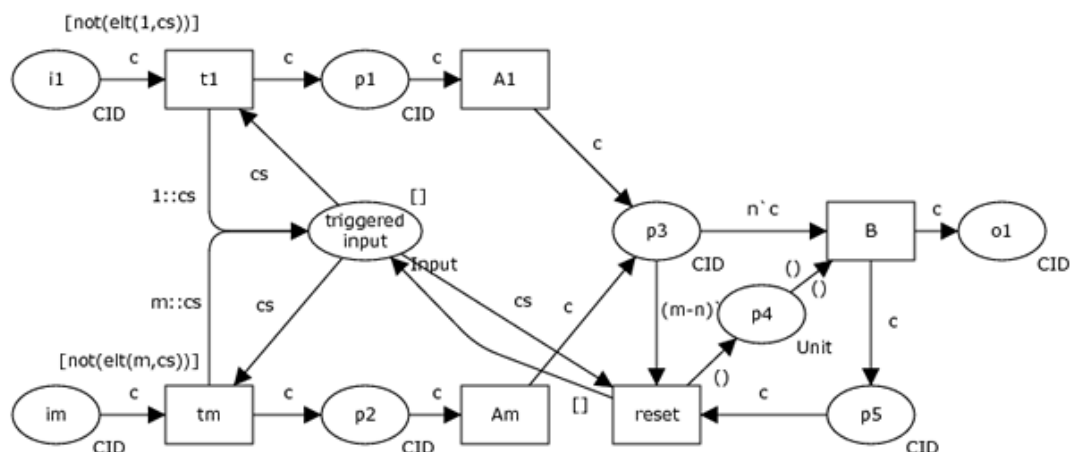 [not(elt(1,cs))]
c
c
c
i1
t1
p1
A1
CID
CID
cs
c
1::cs
[]
triggered
input
Input
n`c
c
p3
B
o1
CID
CID
m::cs
cs
cs
c
(m-n)`
()
()
p4
Unit
c
[not(elt(m,cs))]
()
c
c
c
[]
c
im
tm
p2
Am
reset
p5
CID
CID
CID